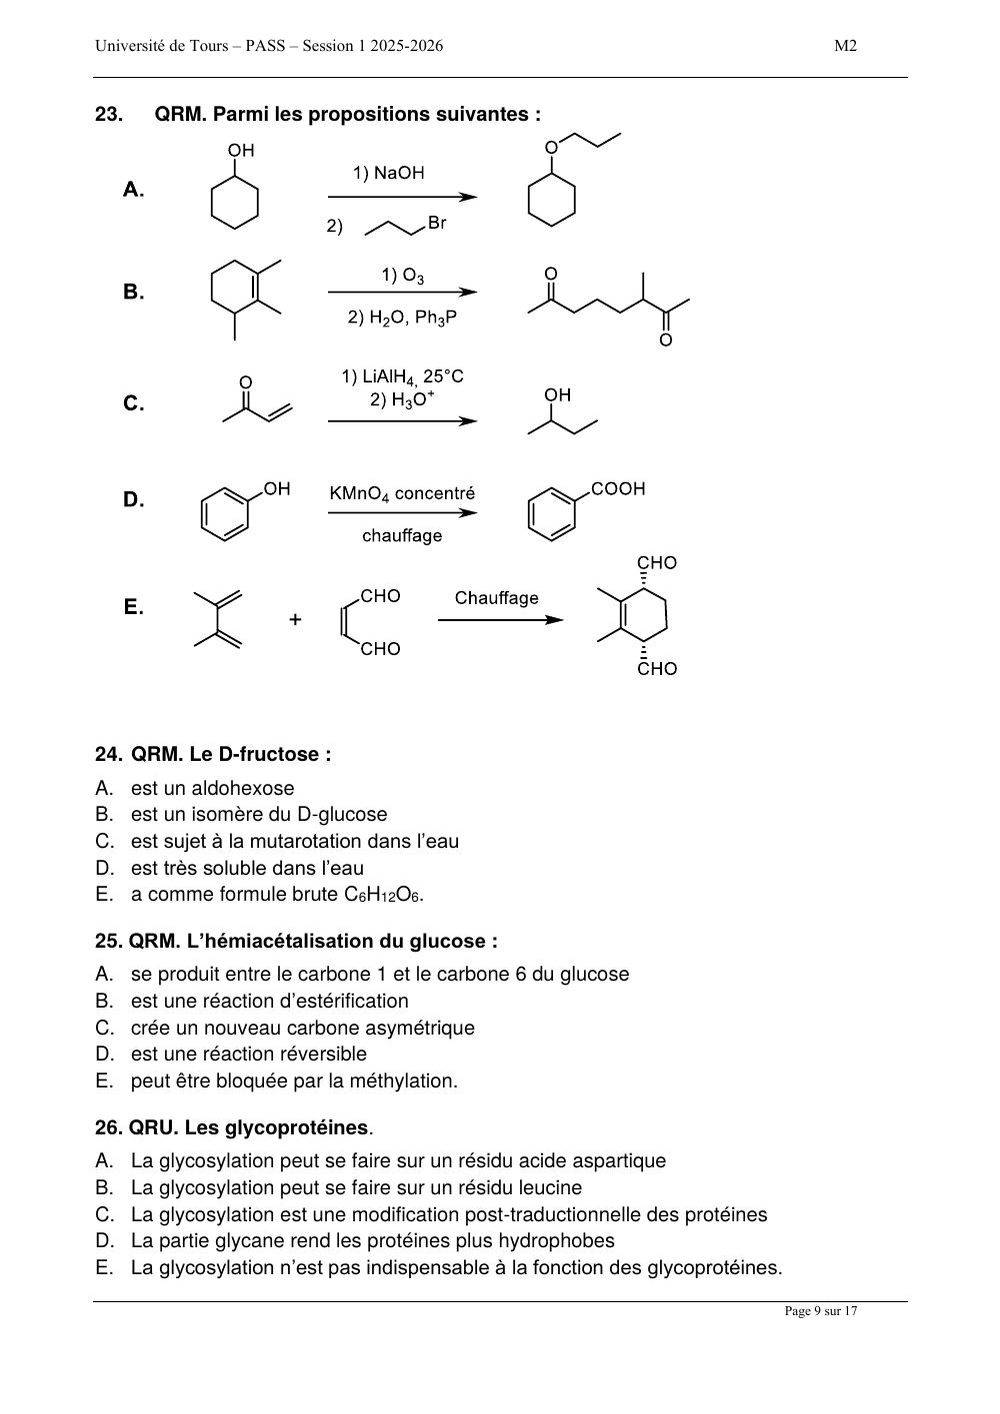 Université de Tours – PASS – Session 1 2025-2026 M2
23. QRM. Parmi les propositions suivantes :
A. OH 1) NaOH 2) Br O
B. 1) O3 2) H2O, Ph3P O O
C. O 1) LiAlH4, 25°C 2) H3O+ OH
D. OH KMnO4 concentré chauffage COOH
E. + CHO CHO Chauffage CHO CHO
24. QRM. Le D-fructose :
A. est un aldohexose
B. est un isomère du D-glucose
C. est sujet à la mutarotation dans l'eau
D. est très soluble dans l'eau
E. a comme formule brute C6H12O6.
25. QRM. L'hémiacétalisation du glucose :
A. se produit entre le carbone 1 et le carbone 6 du glucose
B. est une réaction d'estérification
C. crée un nouveau carbone asymétrique
D. est une réaction réversible
E. peut être bloquée par la méthylation.
26. QRU. Les glycoprotéines.
A. La glycosylation peut se faire sur un résidu acide aspartique
B. La glycosylation peut se faire sur un résidu leucine
C. La glycosylation est une modification post-traductionnelle des protéines
D. La partie glycane rend les protéines plus hydrophobes
E. La glycosylation n'est pas indispensable à la fonction des glycoprotéines.
Page 9 sur 17